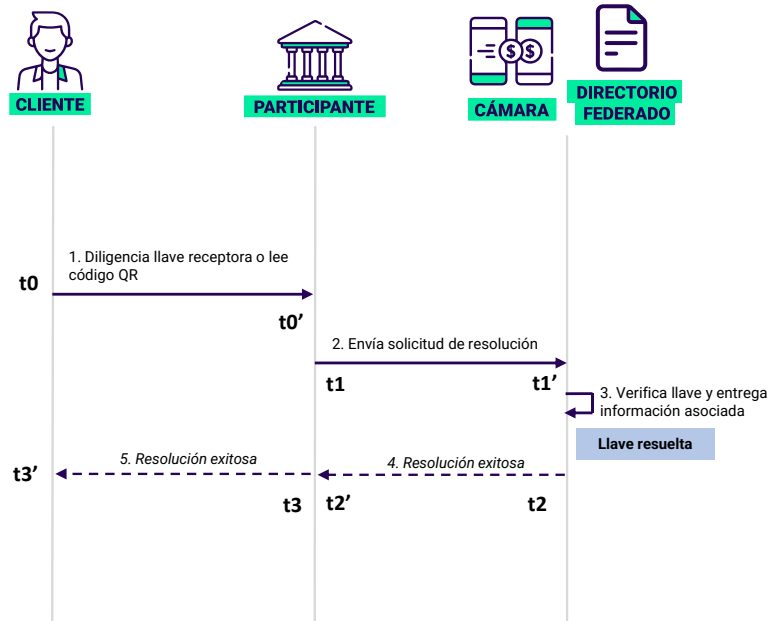 CLIENTE
PARTICIPANTE
CÁMARA
DIRECTORIO
FEDERADO
$ $
1. Diligencia llave receptora o lee
código QR
t0
t0’
2. Envía solicitud de resolución
t1
t1’
3. Verifica llave y entrega
información asociada
Llave resuelta
5. Resolución exitosa
4. Resolución exitosa
t3’
t3
t2’
t2